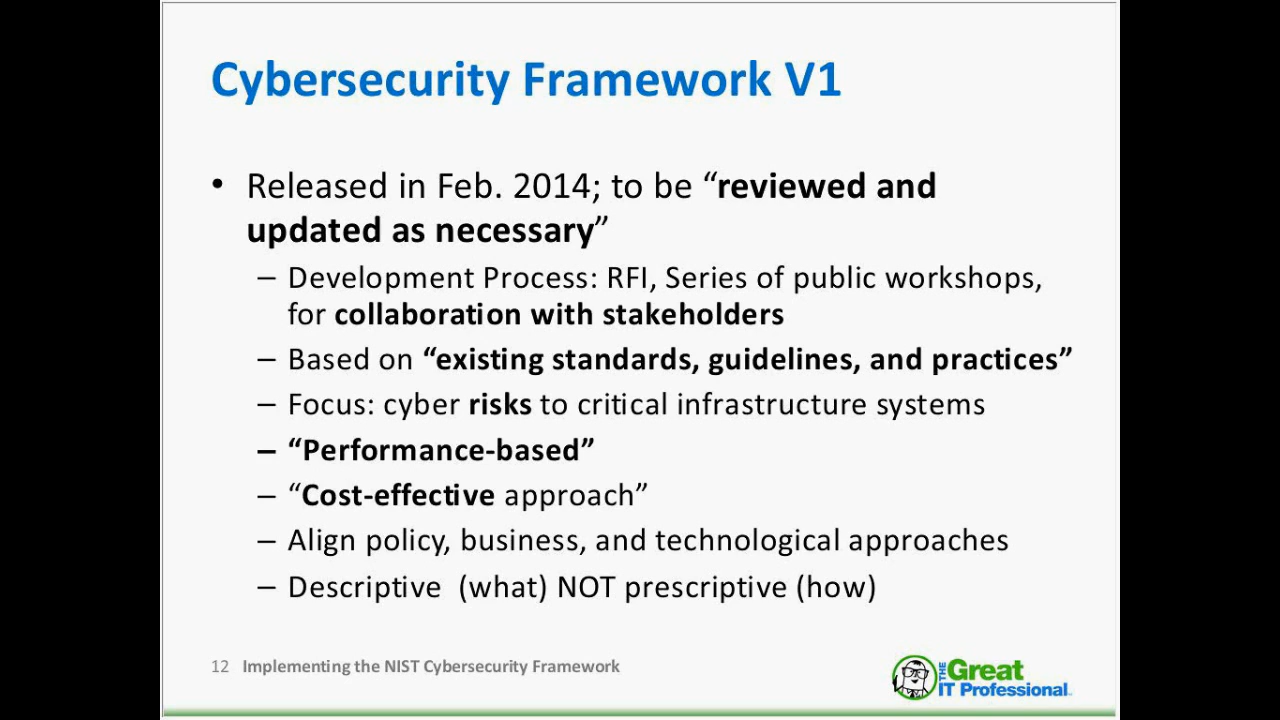 Cybersecurity Framework V1
• Released in Feb. 2014; to be “reviewed and
updated as necessary”
– Development Process: RFI, Series of public workshops,
for collaboration with stakeholders
– Based on “existing standards, guidelines, and practices”
– Focus: cyber risks to critical infrastructure systems
– “Performance-based”
– “Cost-effective approach”
– Align policy, business, and technological approaches
– Descriptive  (what) NOT prescriptive (how)
12 Implementing the NIST Cybersecurity Framework
THE Great
IT Professional